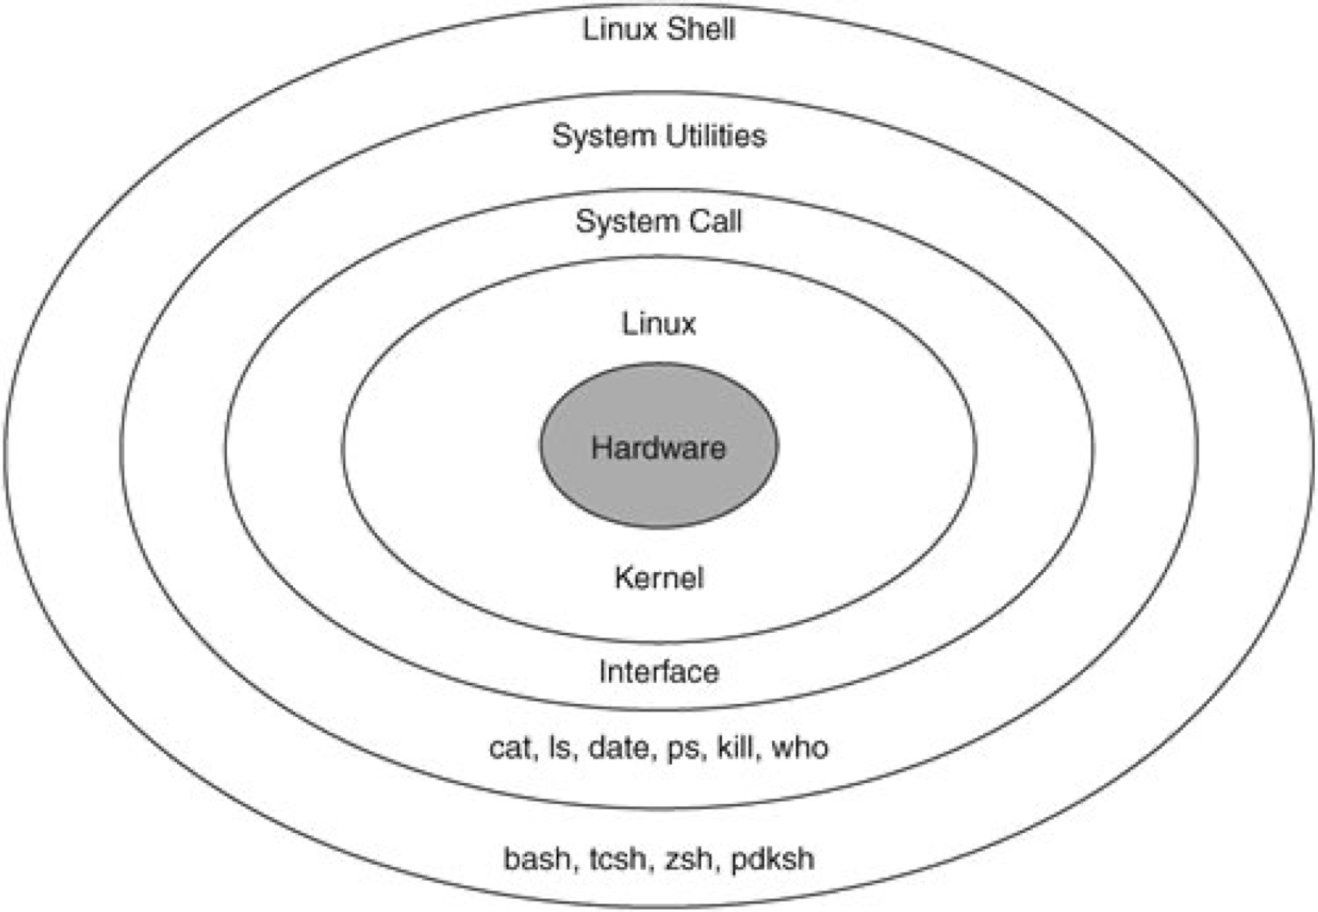 Linux Shell
System Utilities
System Call
Linux
Hardware
Kernel
Interface
cat, ls, date, ps, kill, who
bash, tcsh, zsh, pdksh